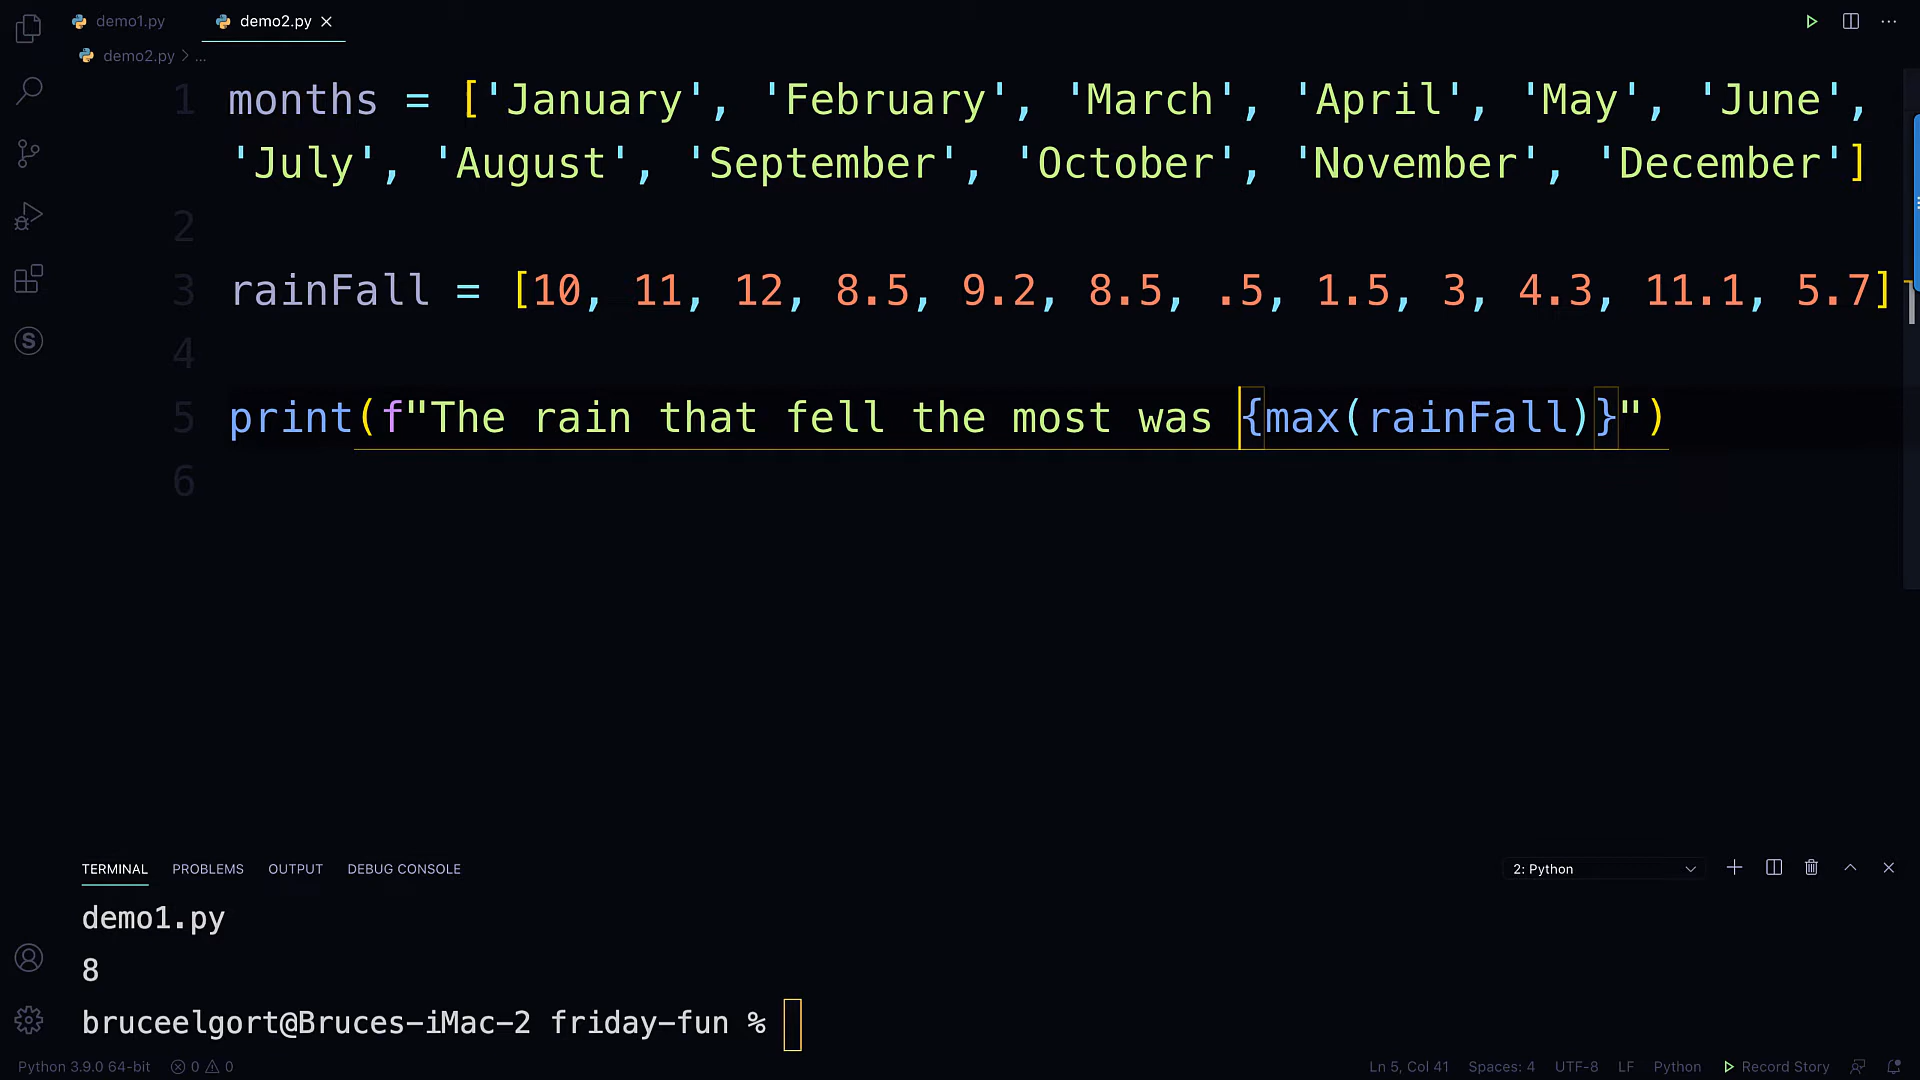 demo1.py
demo2.py
demo2.py > ...
1 months = ['January', 'February', 'March', 'April', 'May', 'June',
'July', 'August', 'September', 'October', 'November', 'December']
2
3 rainFall = [10, 11, 12, 8.5, 9.2, 8.5, .5, 1.5, 3, 4.3, 11.1, 5.7]
4
5 print(f"The rain that fell the most was {max(rainFall)}")
6
S
TERMINAL PROBLEMS OUTPUT DEBUG CONSOLE 2: Python
demo1.py
8
bruceelgort@Bruces-iMac-2 friday-fun %
Python 3.9.0 64-bit 0 0 Ln 5, Col 41 Spaces: 4 UTF-8 LF Python Record Story